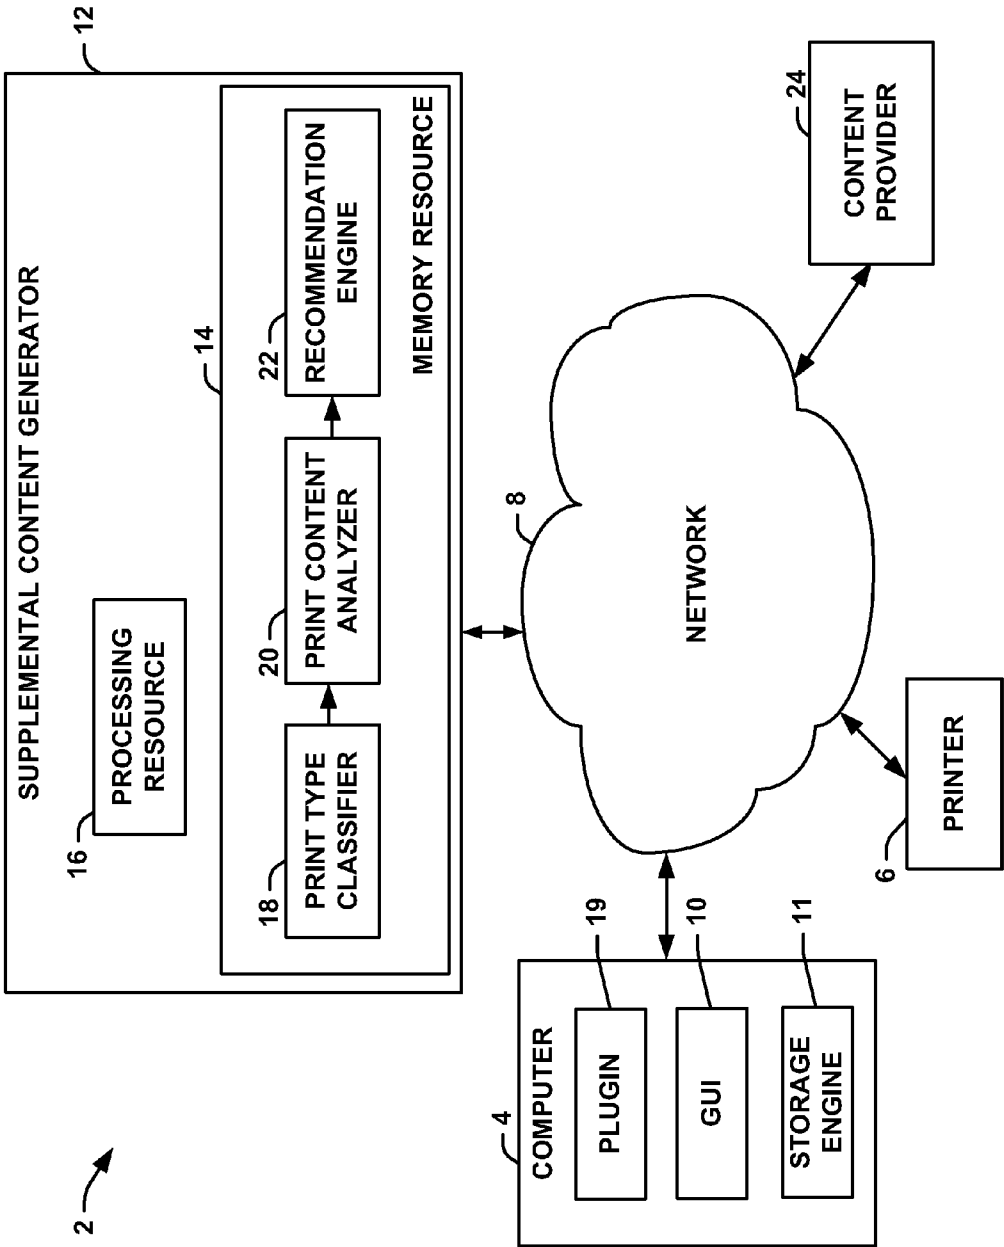 2
12
SUPPLEMENTAL CONTENT GENERATOR
16
PROCESSING
RESOURCE
14
18
PRINT TYPE
CLASSIFIER
20
PRINT CONTENT
ANALYZER
22
RECOMMENDATION
ENGINE
MEMORY RESOURCE
4
COMPUTER
PLUGIN
19
GUI
10
STORAGE
ENGINE
11
8
NETWORK
6
PRINTER
24
CONTENT
PROVIDER